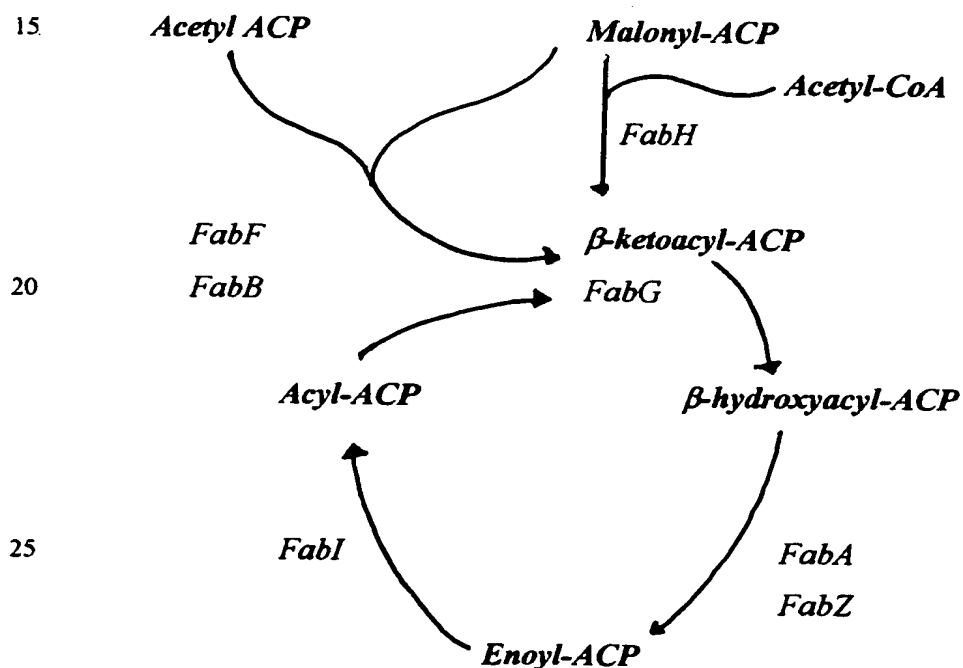 15. Acetyl ACP Malonyl-ACP
Acetyl-CoA
FabH
FabF β-ketoacyl-ACP
20 FabB FabG
Acyl-ACP β-hydroxyacyl-ACP
25 FabI FabA
FabZ
Enoyl-ACP